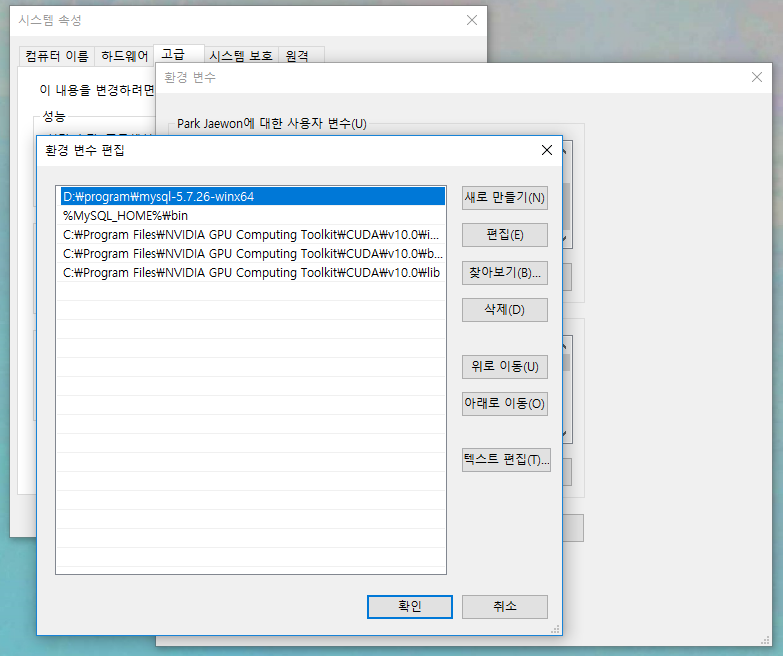 시스템 속성
컴퓨터 이름 하드웨어 고급 시스템 보호 원격
이 내용을 변경하려면
성능
환경 변수
Park Jaewon에 대한 사용자 변수(U)
환경 변수 편집
D:₩program₩mysql-5.7.26-winx64
%MySQL_HOME%₩bin
C:₩Program Files₩NVIDIA GPU Computing Toolkit₩CUDA₩v10.0₩i...
C:₩Program Files₩NVIDIA GPU Computing Toolkit₩CUDA₩v10.0₩b...
C:₩Program Files₩NVIDIA GPU Computing Toolkit₩CUDA₩v10.0₩lib
새로 만들기(N)
편집(E)
찾아보기(B)...
삭제(D)
위로 이동(U)
아래로 이동(O)
텍스트 편집(T)...
확인
취소